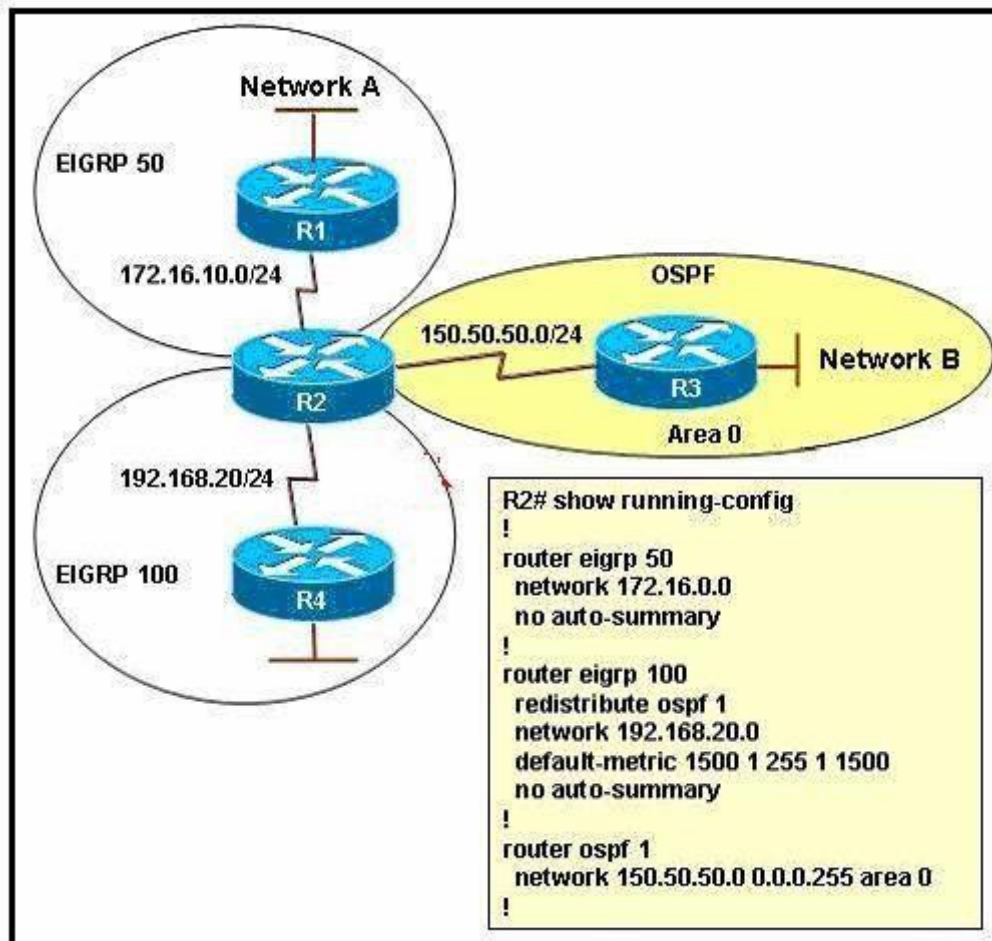 Network A
EIGRP 50
R1
172.16.10.0/24
OSPF
150.50.50.0/24
R2
R3
Network B
Area 0
192.168.20/24
EIGRP 100
R4
R2# show running-config
!
router eigrp 50
network 172.16.0.0
no auto-summary
!
router eigrp 100
redistribute ospf 1
network 192.168.20.0
default-metric 1500 1 255 1 1500
no auto-summary
!
router ospf 1
network 150.50.50.0 0.0.0.255 area 0
!